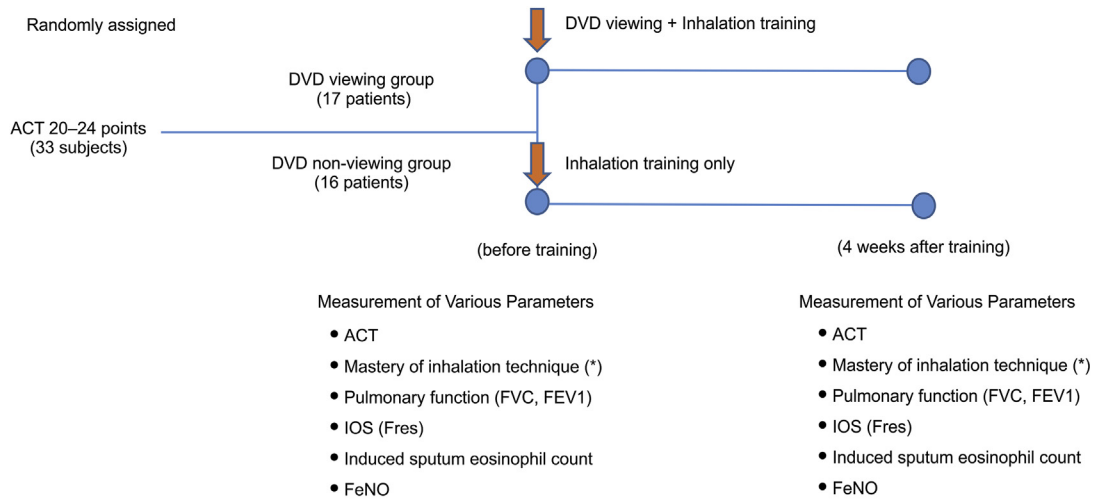 Randomly assigned
DVD viewing + Inhalation training
DVD viewing group
(17 patients)
ACT 20–24 points
(33 subjects)
DVD non-viewing group
(16 patients)
Inhalation training only
(before training)
(4 weeks after training)
Measurement of Various Parameters
• ACT
• Mastery of inhalation technique (*)
• Pulmonary function (FVC, FEV1)
• IOS (Fres)
• Induced sputum eosinophil count
• FeNO
Measurement of Various Parameters
• ACT
• Mastery of inhalation technique (*)
• Pulmonary function (FVC, FEV1)
• IOS (Fres)
• Induced sputum eosinophil count
• FeNO